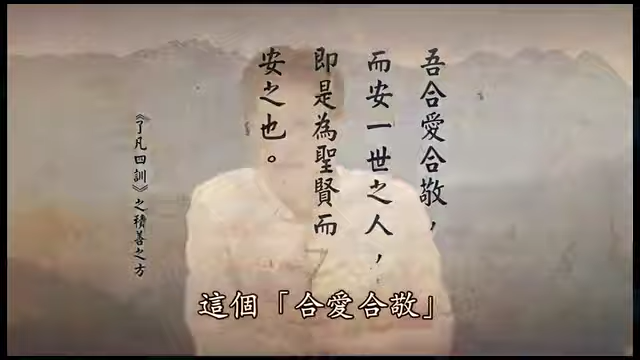 吾合愛合敬，
而安一世之人，
即是為聖賢而
安之也。
《了凡四訓》之積善之方
這個「合愛合敬」